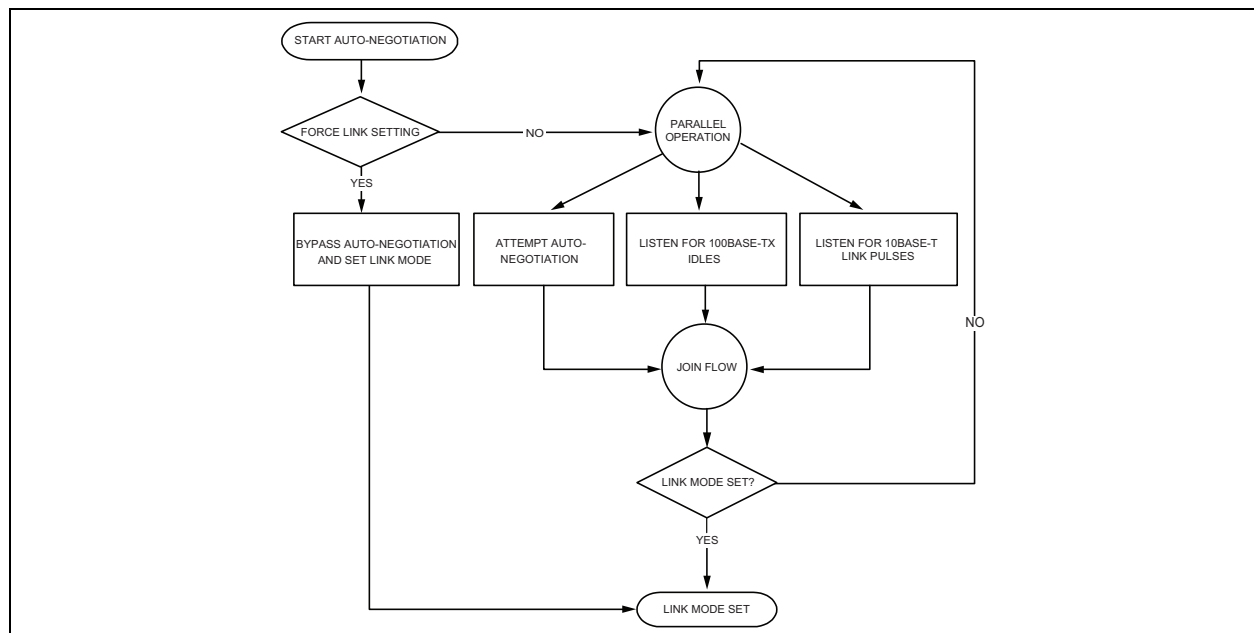 START AUTO-NEGOTIATION
FORCE LINK SETTING
NO
PARALLEL
OPERATION
YES
BYPASS AUTO-NEGOTIATION
AND SET LINK MODE
ATTEMPT AUTO-
NEGOTIATION
LISTEN FOR 100BASE-TX
IDLES
LISTEN FOR 10BASE-T
LINK PULSES
NO
JOIN FLOW
LINK MODE SET?
YES
LINK MODE SET